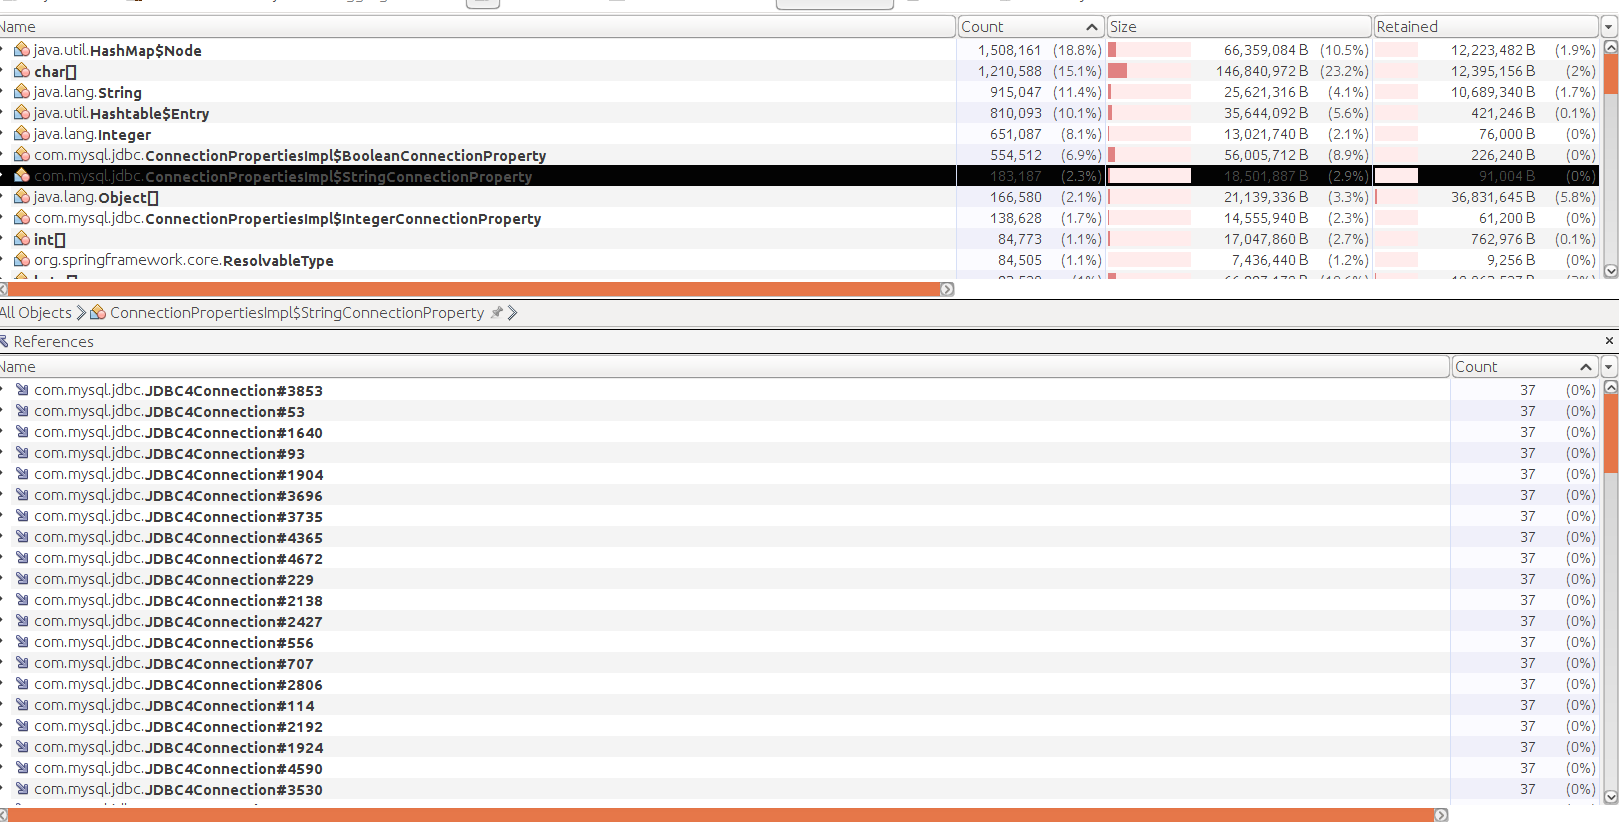 Name Count Size Retained
java.util.HashMap$Node 1,508,161 (18.8%) 66,359,084 B (10.5%) 12,223,482 B (1.9%)
char[] 1,210,588 (15.1%) 146,840,972 B (23.2%) 12,395,156 B (2%)
java.lang.String 915,047 (11.4%) 25,621,316 B (4.1%) 10,689,340 B (1.7%)
java.util.Hashtable$Entry 810,093 (10.1%) 35,644,092 B (5.6%) 421,246 B (0.1%)
java.lang.Integer 651,087 (8.1%) 13,021,740 B (2.1%) 76,000 B (0%)
com.mysql.jdbc.ConnectionPropertiesImpl$BooleanConnectionProperty 554,512 (6.9%) 56,005,712 B (8.9%) 226,240 B (0%)
com.mysql.jdbc.ConnectionPropertiesImpl$StringConnectionProperty 183,187 (2.3%) 18,501,887 B (2.9%) 91,004 B (0%)
java.lang.Object[] 166,580 (2.1%) 21,139,336 B (3.3%) 36,831,645 B (5.8%)
com.mysql.jdbc.ConnectionPropertiesImpl$IntegerConnectionProperty 138,628 (1.7%) 14,555,940 B (2.3%) 61,200 B (0%)
int[] 84,773 (1.1%) 17,047,860 B (2.7%) 762,976 B (0.1%)
org.springframework.core.ResolvableType 84,505 (1.1%) 7,436,440 B (1.2%) 9,256 B (0%)
All Objects ConnectionPropertiesImpl$StringConnectionProperty
References
Name Count
com.mysql.jdbc.JDBC4Connection#3853 37 (0%)
com.mysql.jdbc.JDBC4Connection#53 37 (0%)
com.mysql.jdbc.JDBC4Connection#1640 37 (0%)
com.mysql.jdbc.JDBC4Connection#93 37 (0%)
com.mysql.jdbc.JDBC4Connection#1904 37 (0%)
com.mysql.jdbc.JDBC4Connection#3696 37 (0%)
com.mysql.jdbc.JDBC4Connection#3735 37 (0%)
com.mysql.jdbc.JDBC4Connection#4365 37 (0%)
com.mysql.jdbc.JDBC4Connection#4672 37 (0%)
com.mysql.jdbc.JDBC4Connection#229 37 (0%)
com.mysql.jdbc.JDBC4Connection#2138 37 (0%)
com.mysql.jdbc.JDBC4Connection#2427 37 (0%)
com.mysql.jdbc.JDBC4Connection#556 37 (0%)
com.mysql.jdbc.JDBC4Connection#707 37 (0%)
com.mysql.jdbc.JDBC4Connection#2806 37 (0%)
com.mysql.jdbc.JDBC4Connection#114 37 (0%)
com.mysql.jdbc.JDBC4Connection#2192 37 (0%)
com.mysql.jdbc.JDBC4Connection#1924 37 (0%)
com.mysql.jdbc.JDBC4Connection#4590 37 (0%)
com.mysql.jdbc.JDBC4Connection#3530 37 (0%)